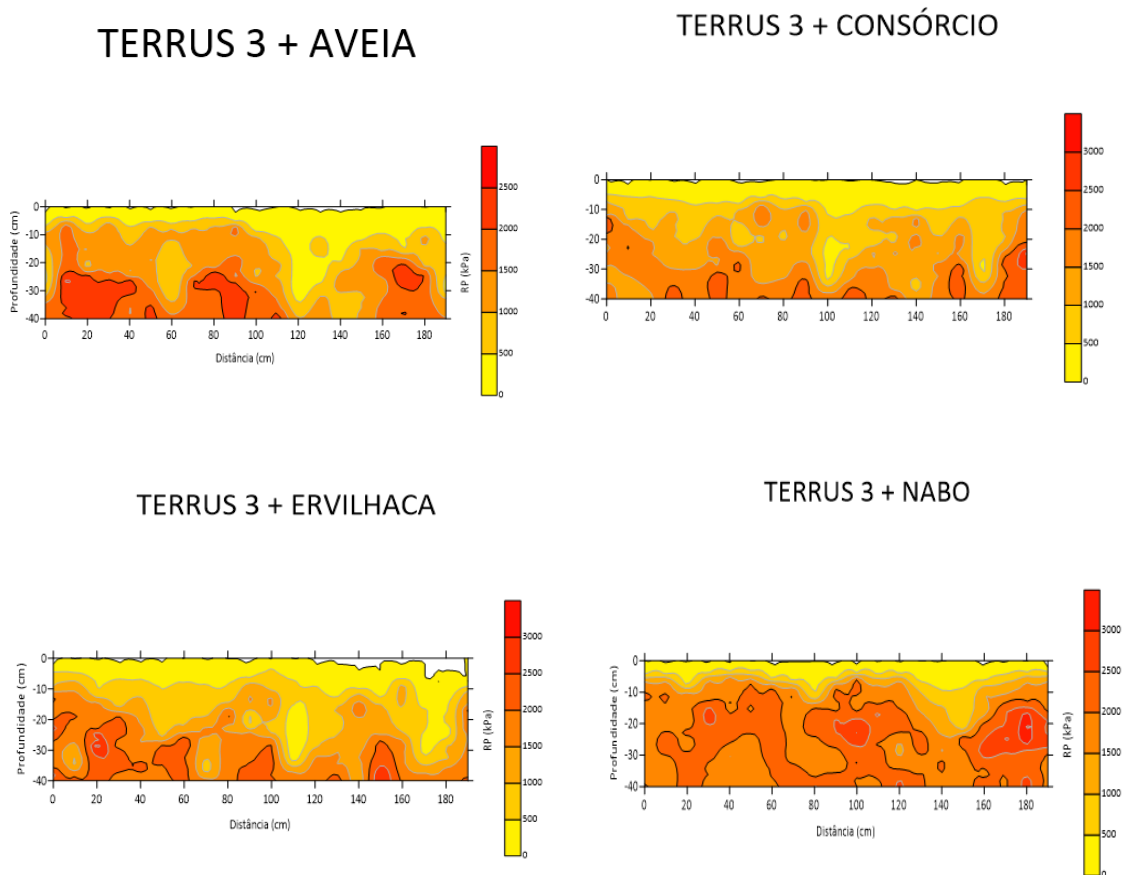 TERRUS 3 + AVEIA
0
-10
-20
-30
-40
Profundidade (cm)
0 20 40 60 80 100 120 140 160 180
Distância (cm)
2500
2000
1500
1000
500
0
RP (kPa)
TERRUS 3 + CONSÓRCIO
0
-10
-20
-30
-40
0 20 40 60 80 100 120 140 160 180
3000
2500
2000
1500
1000
500
0
TERRUS 3 + ERVILHACA
0
-10
-20
-30
-40
Profundidade (cm)
0 20 40 60 80 100 120 140 160 180
Distância (cm)
3000
2500
2000
1500
1000
500
0
RP (kPa)
TERRUS 3 + NABO
0
-10
-20
-30
-40
Profundidade (cm)
0 20 40 60 80 100 120 140 160 180
Distância (cm)
3000
2500
2000
1500
1000
500
0
RP (kPa)